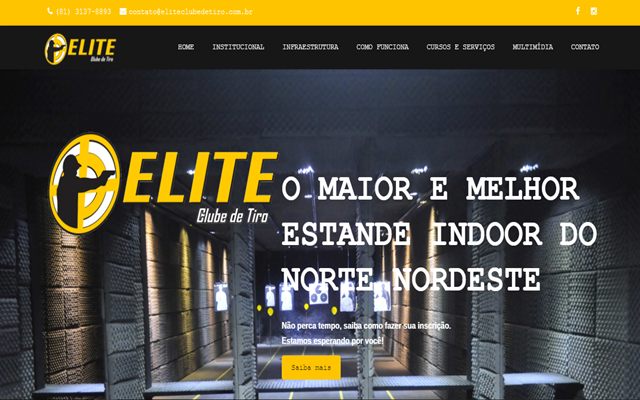 (81) 3137-8893 contato@eliteclubedetiro.com.br
ELITE
Clube de Tiro
HOME INSTITUCIONAL INFRAESTRUTURA COMO FUNCIONA CURSOS E SERVIÇOS MULTIMÍDIA CONTATO
ELITE
Clube de Tiro
O MAIOR E MELHOR
ESTANDE INDOOR DO
NORTE NORDESTE
Não perca tempo, saiba como fazer sua inscrição.
Estamos esperando por você!
Saiba mais